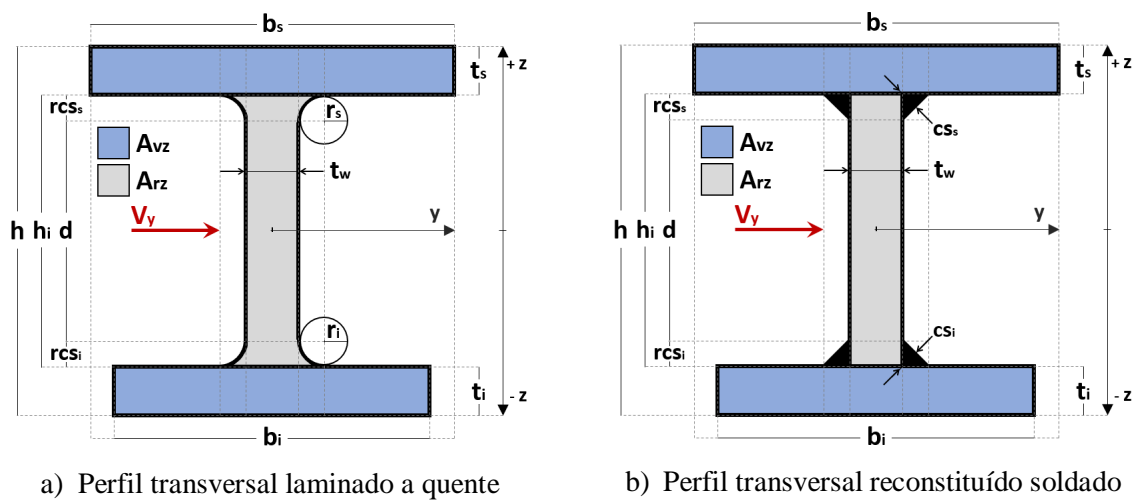 bₛ
tₛ
+ z
rcsₛ
rₛ
Avz
Arz
tw
Vy
y
h hᵢ d
rᵢ
rcsᵢ
tᵢ
- z
bᵢ
a) Perfil transversal laminado a quente
bₛ
tₛ
+ z
rcsₛ
csₛ
Avz
Arz
tw
Vy
y
h hᵢ d
csᵢ
rcsᵢ
tᵢ
- z
bᵢ
b) Perfil transversal reconstituído soldado